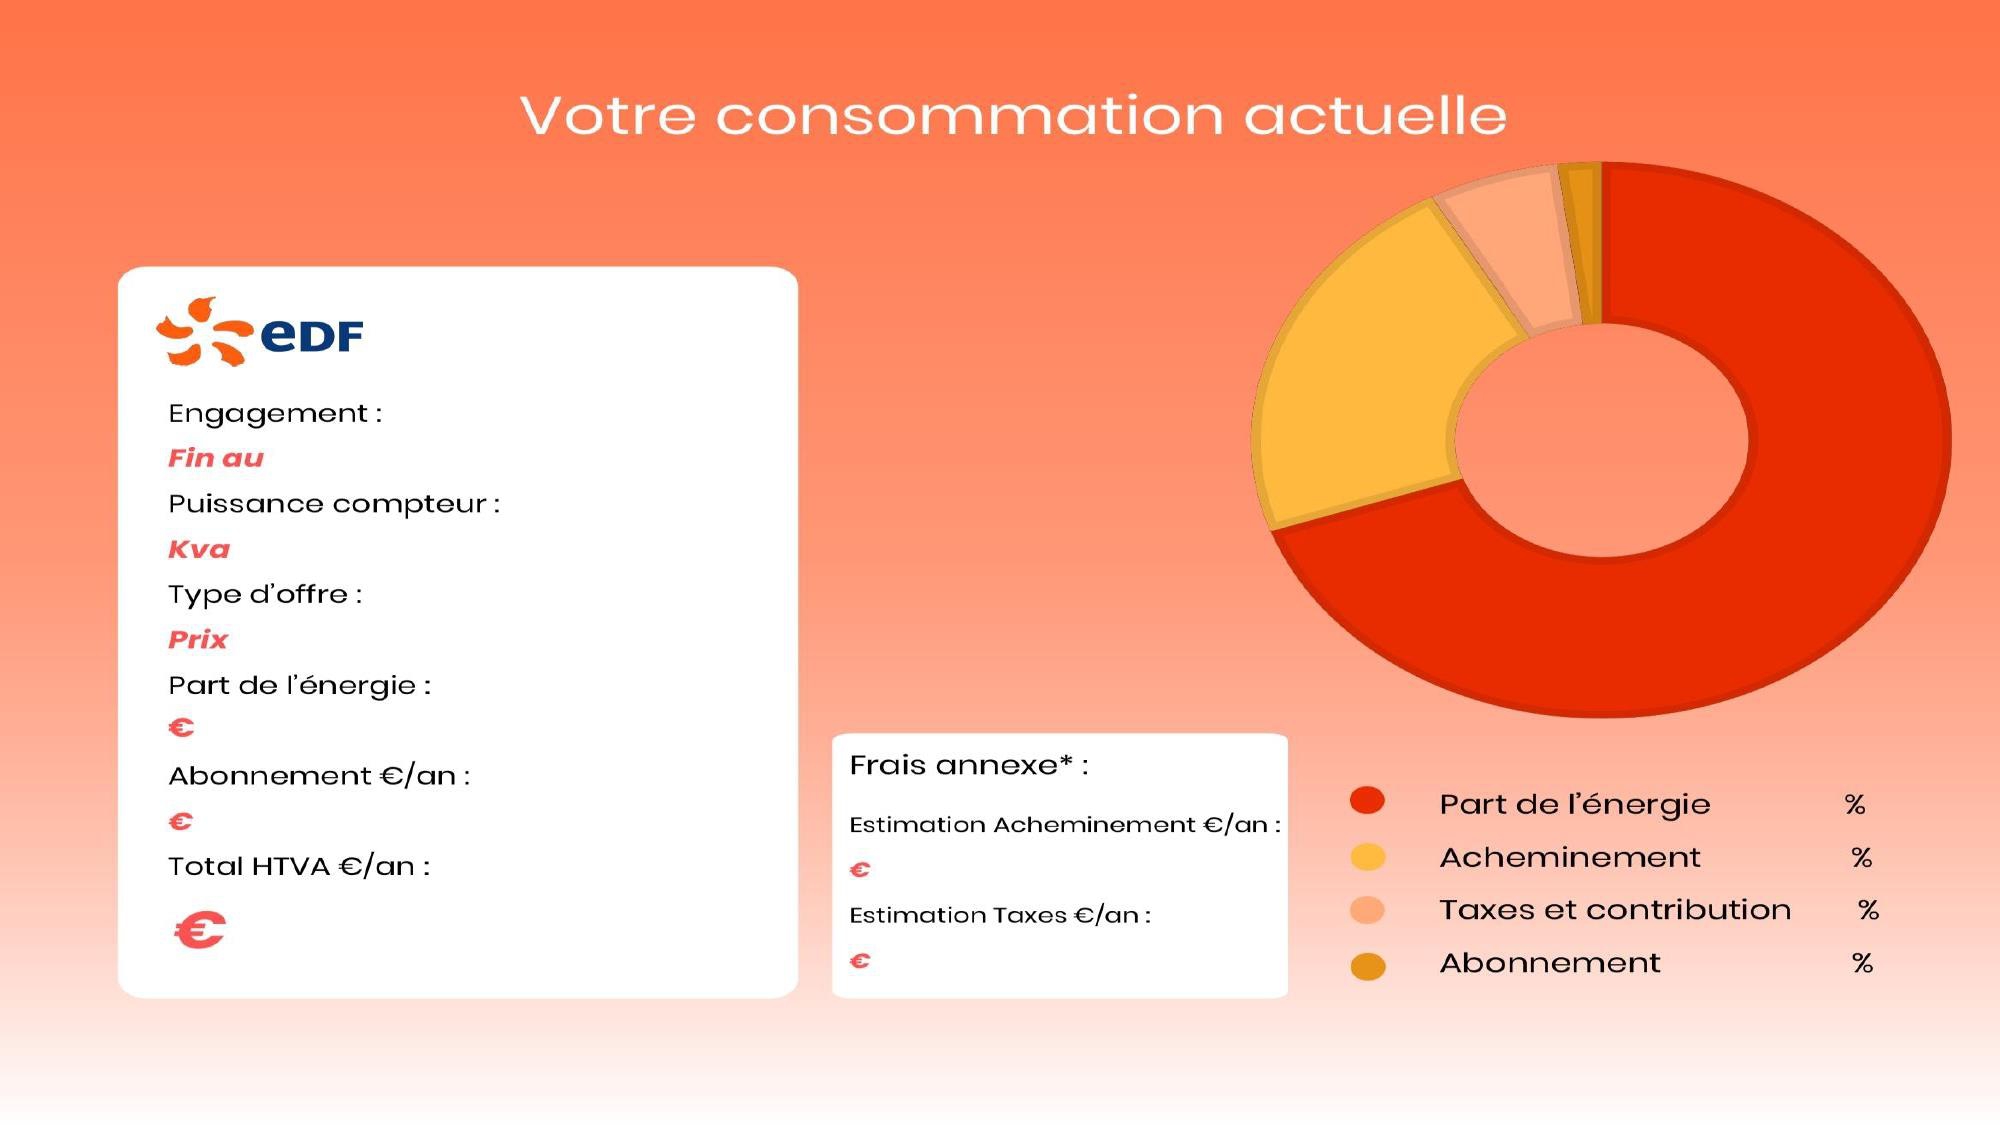 Votre consommation actuelle
eDF
Engagement :
Fin au
Puissance compteur :
Kva
Type d’offre :
Prix
Part de l’énergie :
€
Abonnement €/an :
€
Total HTVA €/an :
€
Frais annexe* :
Estimation Acheminement €/an :
€
Estimation Taxes €/an :
€
Part de l’énergie %
Acheminement %
Taxes et contribution %
Abonnement %